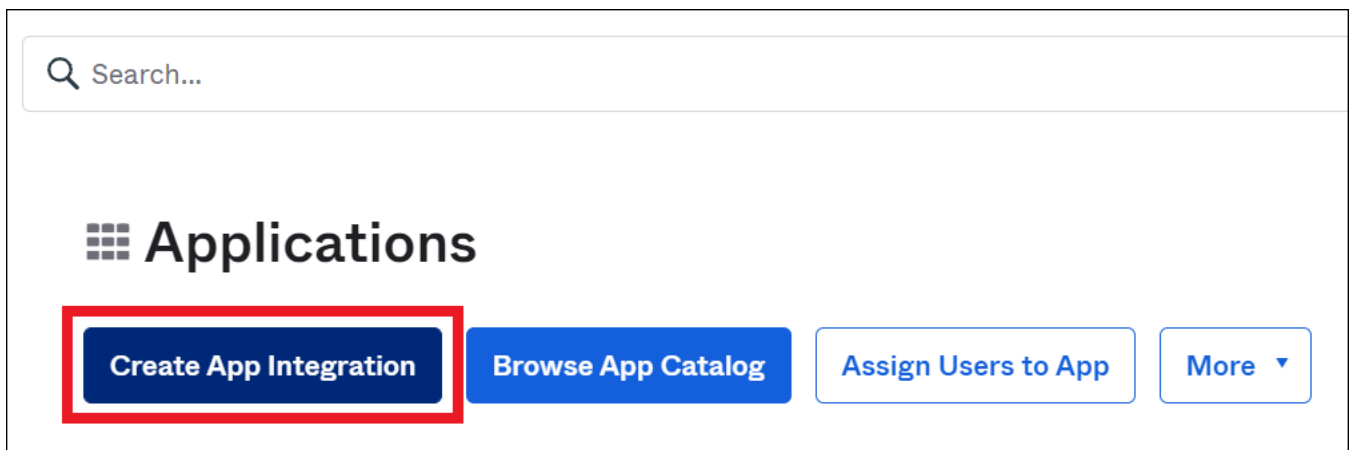 Search...
Applications
Create App Integration Browse App Catalog Assign Users to App More